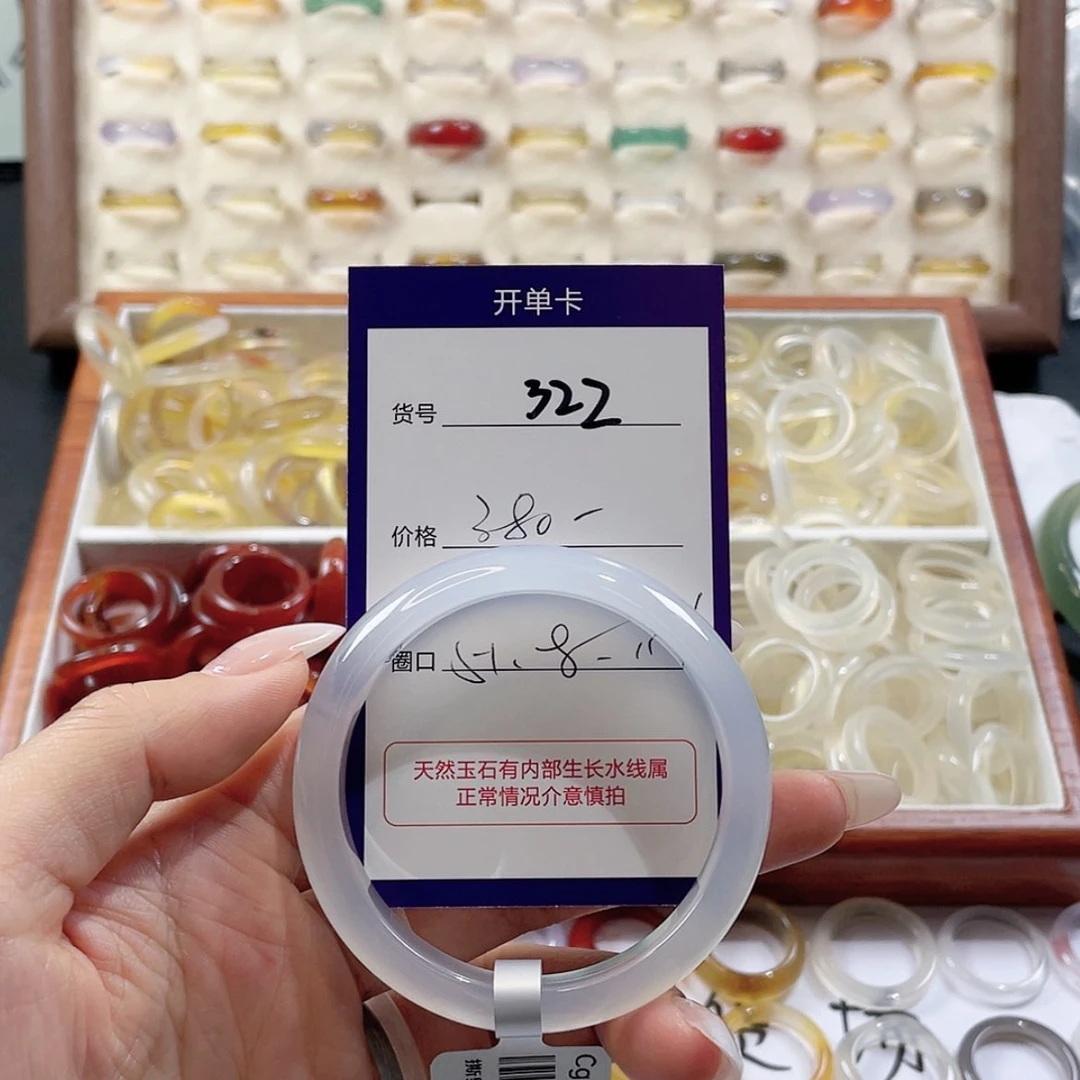 开单卡
货号 322
价格 380-
圈口
天然玉石有内部生长水线属
正常情况介意慎拍
Cg